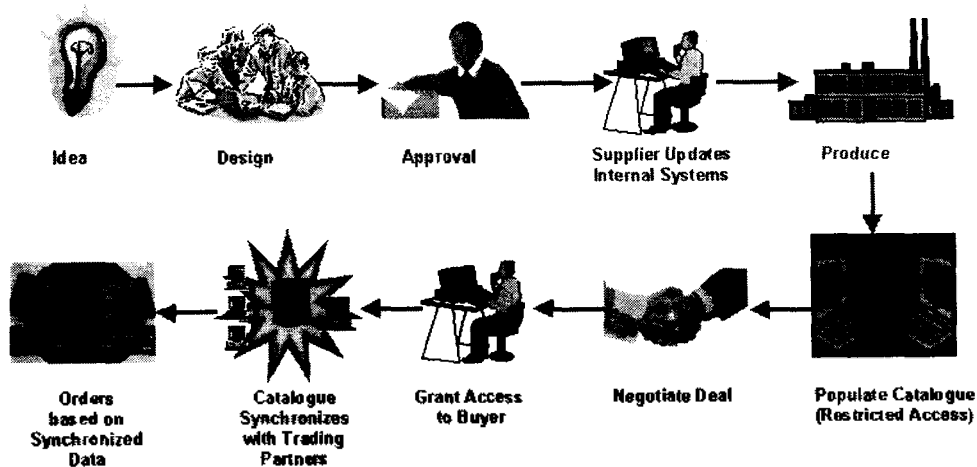 Idea
Design
Approval
Supplier Updates
Internal Systems
Produce
Orders
based on
Synchronized
Data
Catalogue
Synchronizes
with Trading
Partners
Grant Access
to Buyer
Negotiate Deal
Populate Catalogue
(Restricted Access)